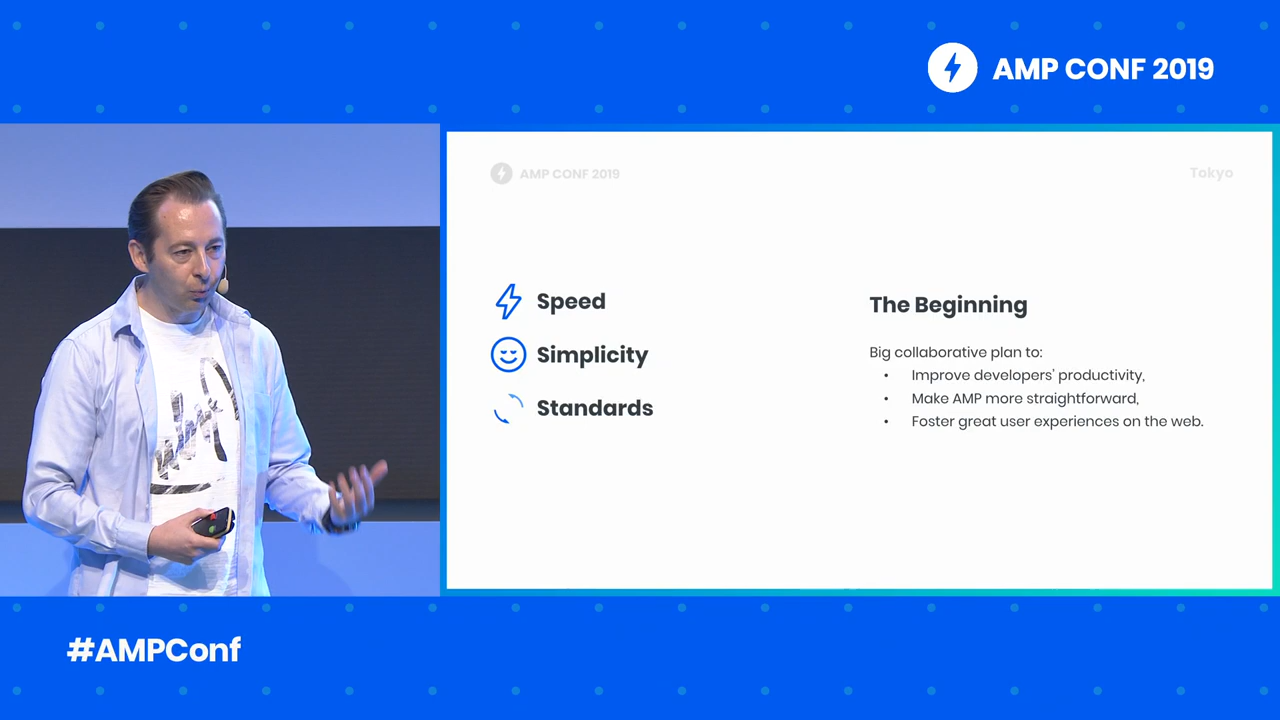 AMP CONF 2019
AMP CONF 2019
Tokyo
Speed
Simplicity
Standards
The Beginning
Big collaborative plan to:
• Improve developers' productivity,
• Make AMP more straightforward,
• Foster great user experiences on the web.
#AMPConf